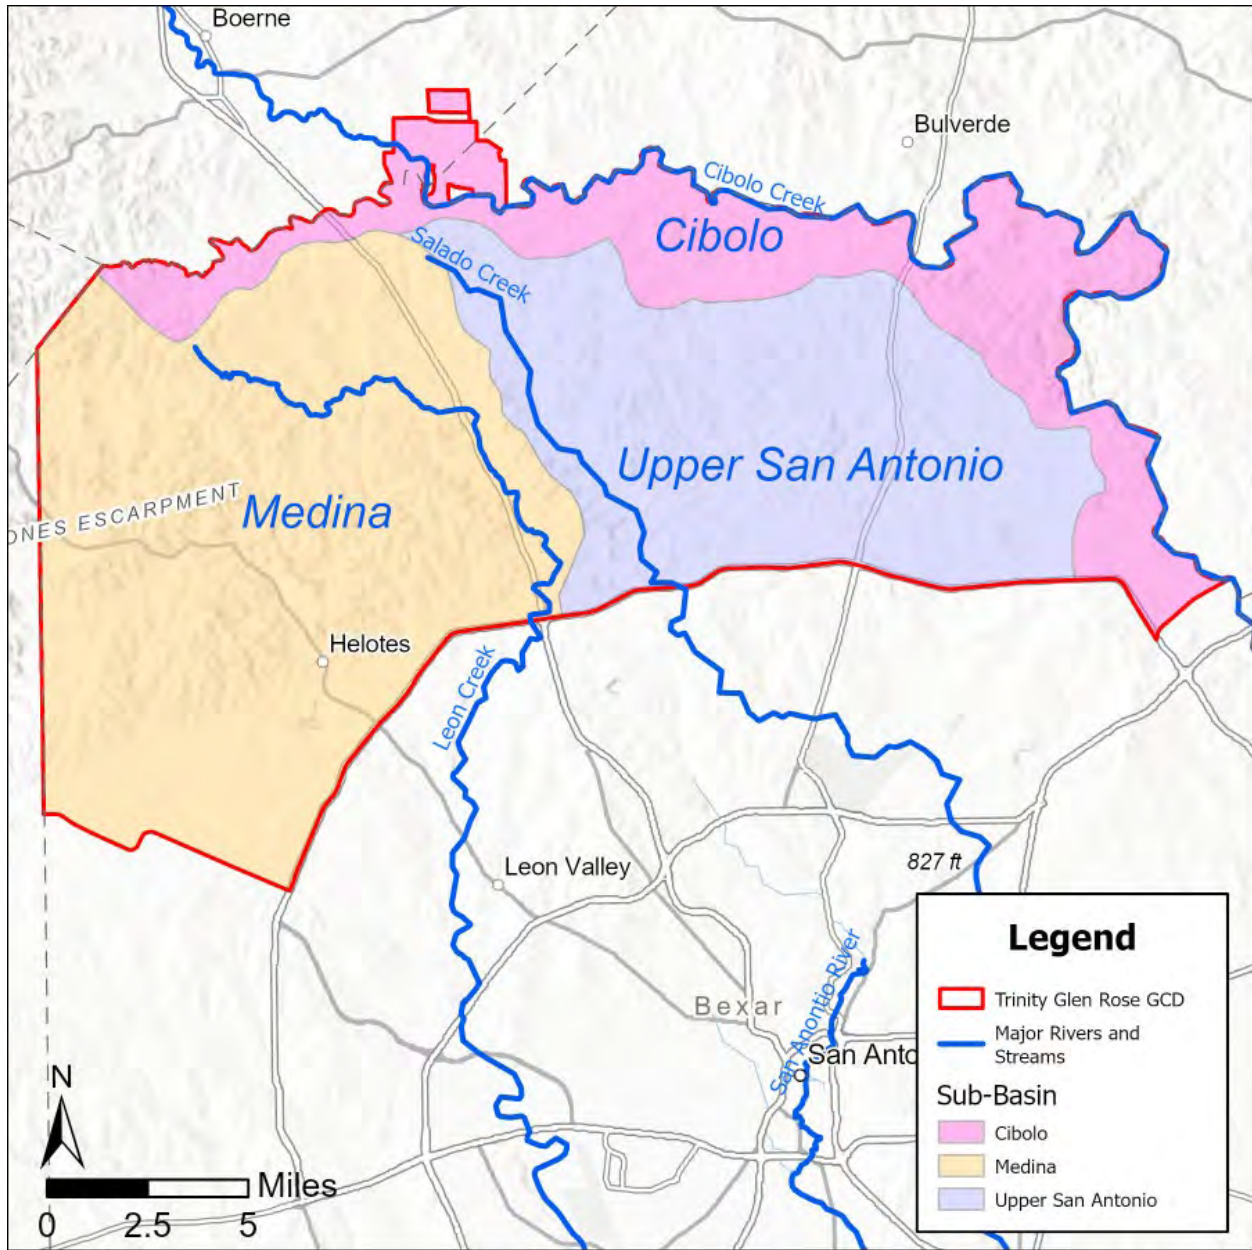 Boerne
Bulverde
Cibolo Creek
Cibolo
Salado Creek
Upper San Antonio
Medina
ONES ESCARPMENT
Helotes
Leon Creek
Leon Valley
827 ft
Bexar
San Anontio River
San Anto
N
Miles
0 2.5 5
Legend
Trinity Glen Rose GCD
Major Rivers and
Streams
Sub-Basin
Cibolo
Medina
Upper San Antonio